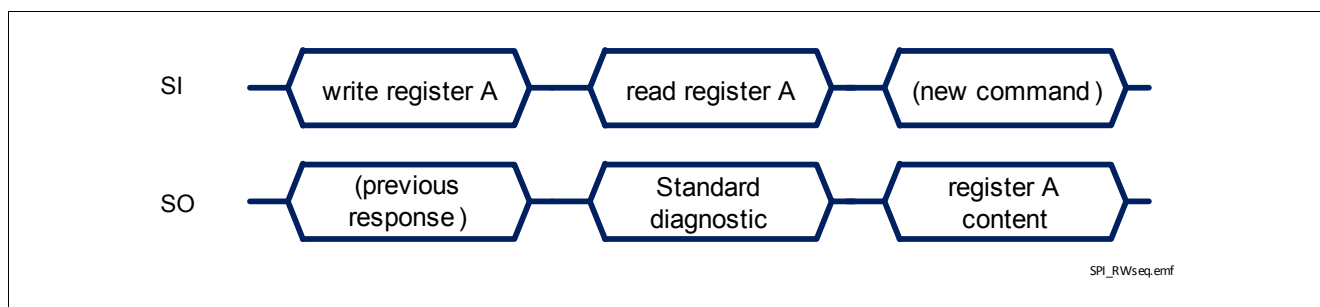 SI
write register A
read register A
(new command)
SO
(previous
response)
Standard
diagnostic
register A
content
SPI_RWseq.emf